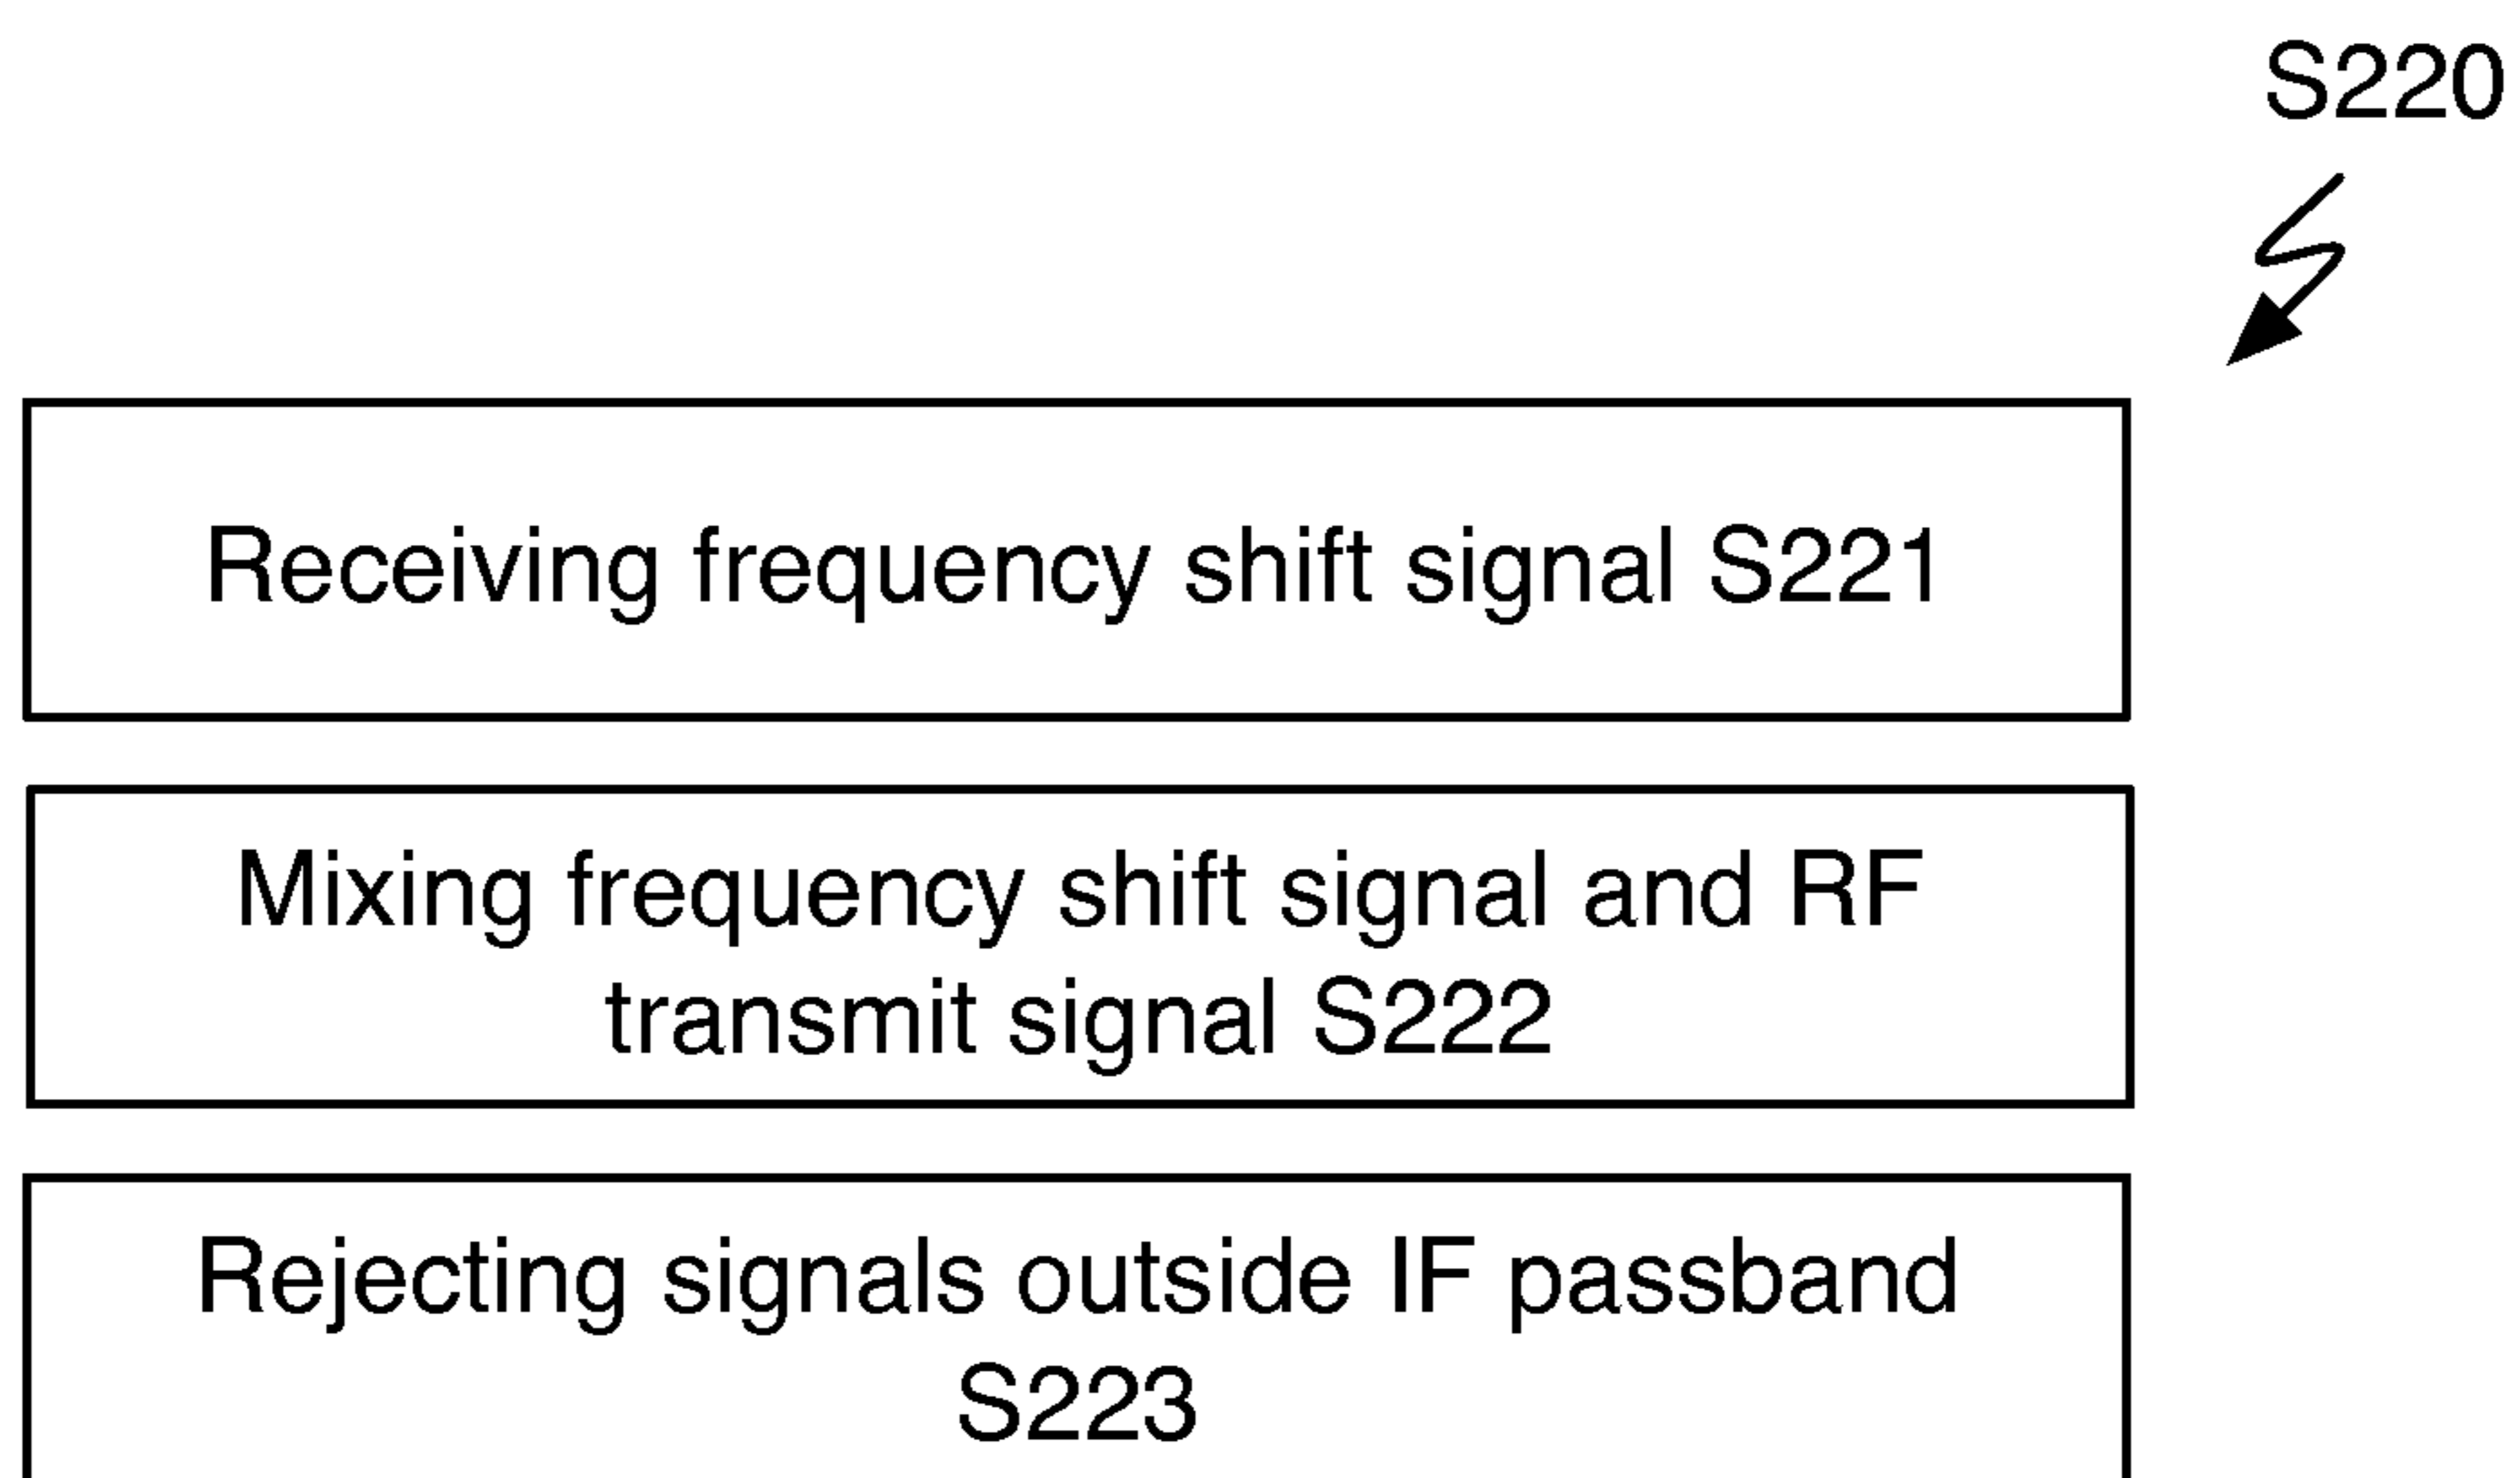 S220
Receiving frequency shift signal S221
Mixing frequency shift signal and RF
transmit signal S222
Rejecting signals outside IF passband
S223